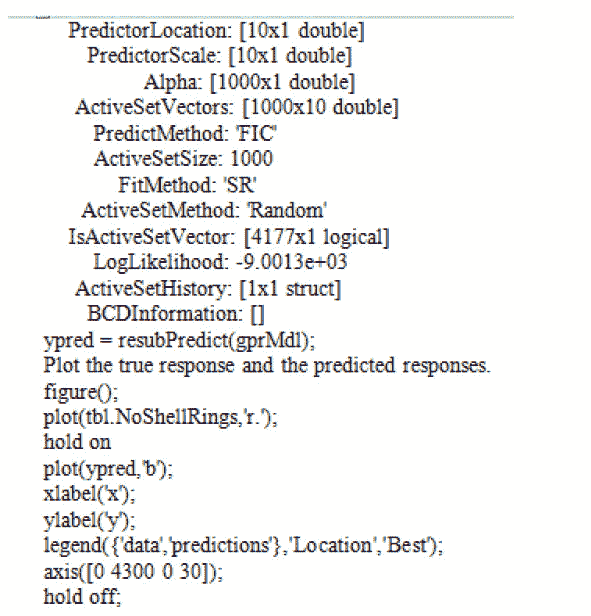 PredictorLocation: [10x1 double]
PredictorScale: [10x1 double]
Alpha: [1000x1 double]
ActiveSetVectors: [1000x10 double]
PredictMethod: 'FIC'
ActiveSetSize: 1000
FitMethod: 'SR'
ActiveSetMethod: 'Random'
IsActiveSetVector: [4177x1 logical]
LogLikelihood: -9.0013e+03
ActiveSetHistory: [1x1 struct]
BCDInformation: []
ypred = resubPredict(gprMdl);
Plot the true response and the predicted responses.
figure();
plot(tbl.NoShellRings,'r.');
hold on
plot(ypred,'b');
xlabel('x');
ylabel('y');
legend({'data','predictions'},'Location','Best');
axis([0 4300 0 30]);
hold off;